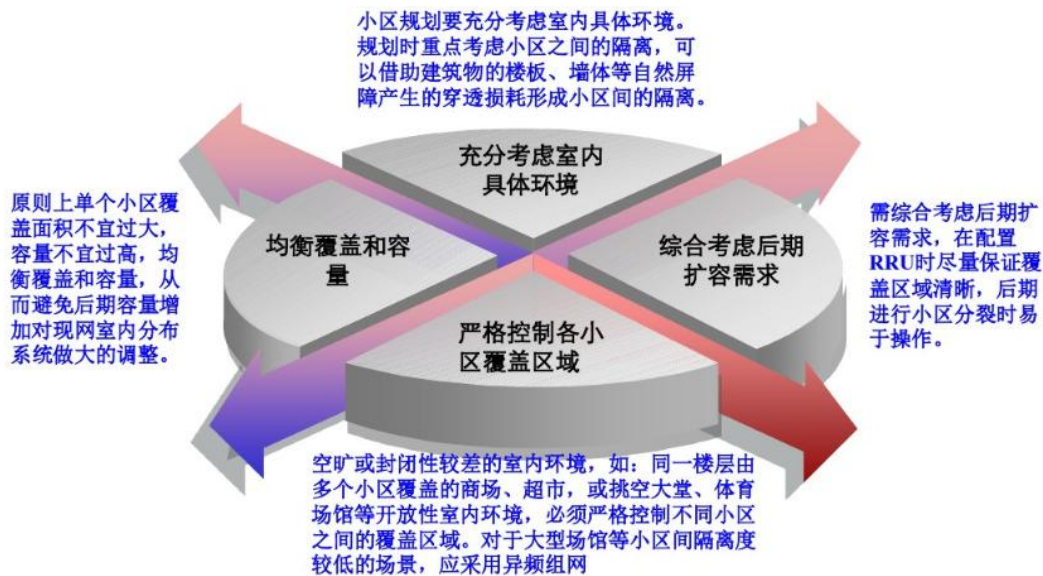 小区规划要充分考虑室内具体环境。
规划时重点考虑小区之间的隔离，可
以借助建筑物的楼板、墙体等自然屏
障产生的穿透损耗形成小区间的隔离。
充分考虑室内
具体环境
原则上单个小区覆
盖面积不宜过大，
容量不宜过高，均
衡覆盖和容量，从
而避免后期容量增
加对现网室内分布
系统做大的调整。
均衡覆盖和容
量
综合考虑后期
扩容需求
需综合考虑后期扩
容需求，在配置
RRU时尽量保证覆
盖区域清晰，后期
进行小区分裂时易
于操作。
严格控制各小
区覆盖区域
空旷或封闭性较差的室内环境，如：同一楼层由
多个小区覆盖的商场、超市，或挑空大堂、体育
场馆等开放性室内环境，必须严格控制不同小区
之间的覆盖区域。对于大型场馆等小区间隔离度
较低的场景，应采用异频组网